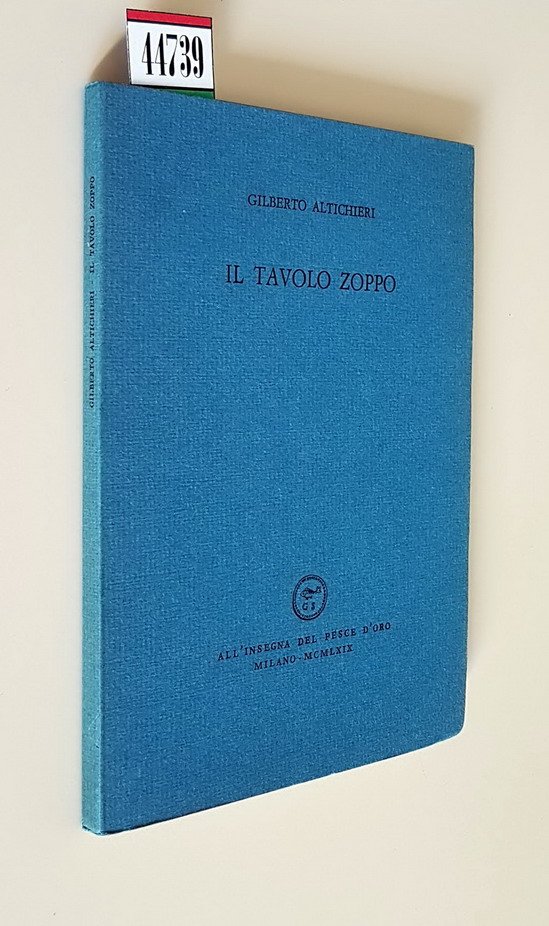 44739
GILBERTO ALTICHIERI - IL TAVOLO ZOPPO
GILBERTO ALTICHIERI
IL TAVOLO ZOPPO
G S
ALL'INSEGNA DEL PESCE D'ORO
MILANO - MCMLXIX